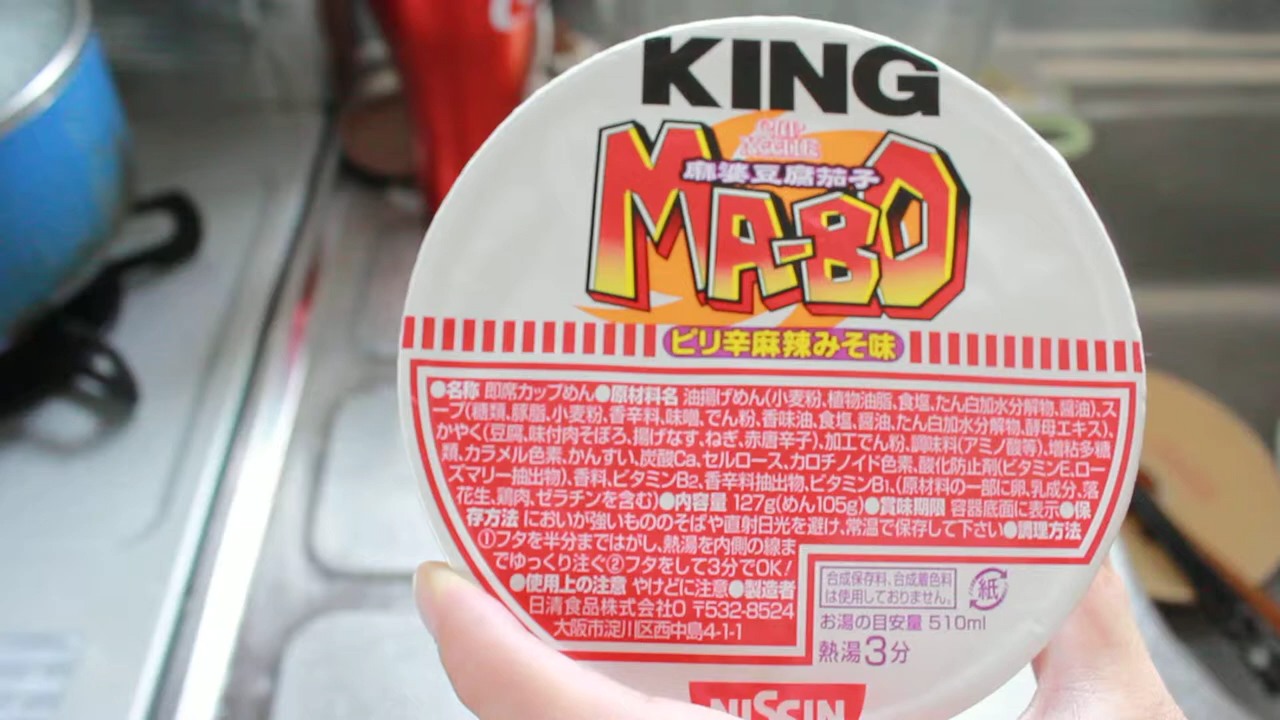 KING
CUP NOODLE
麻婆豆腐茄子
MA-BO
ピリ辛麻辣みそ味
●名称 即席カップめん●原材料名 油揚げめん(小麦粉、植物油脂、食塩、たん白加水分解物、醤油)、ス
ープ(糖類、豚脂、小麦粉、香辛料、味噌、でん粉、香味油、食塩、醤油、たん白加水分解物、酵母エキス)、
かやく(豆腐、味付肉そぼろ、揚げなす、ねぎ、赤唐辛子)、加工でん粉、調味料(アミノ酸等)、増粘多糖
類、カラメル色素、かんすい、炭酸Ca、セルロース、カロチノイド色素、酸化防止剤(ビタミンE、ロー
ズマリー抽出物)、香料、ビタミンB2、香辛料抽出物、ビタミンB1、(原材料の一部に卵、乳成分、落
花生、鶏肉、ゼラチンを含む)●内容量 127g(めん105g)●賞味期限 容器底面に表示●保
存方法 においが強いもののそばや直射日光を避け、常温で保存して下さい●調理方法
①フタを半分まではがし、熱湯を内側の線ま
でゆっくり注ぐ②フタをして3分でOK!
●使用上の注意 やけどに注意●製造者
日清食品株式会社O 〒532-8524
大阪市淀川区西中島4-1-1
合成保存料、合成着色料
は使用しておりません。
紙
お湯の目安量 510ml
熱湯3分
NISSIN